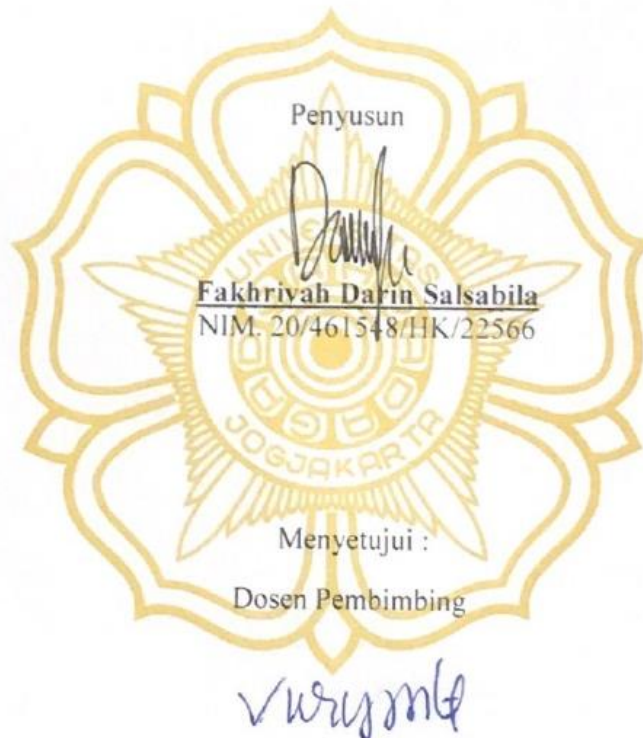 Penyusun
Fakhriyah Darin Salsabila
NIM. 20/461548/HK/22566
JOGJAKARTA
Menyetujui :
Dosen Pembimbing